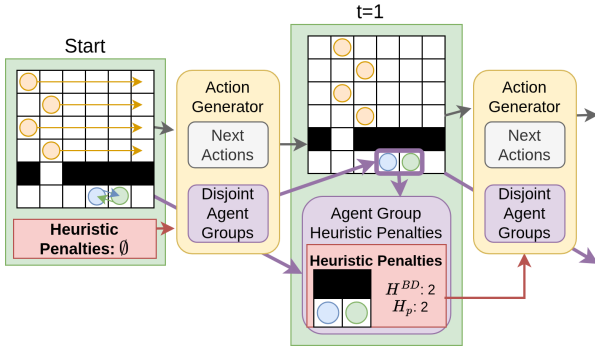 Start
t=1
Action
Generator
Next
Actions
Disjoint
Agent
Groups
Heuristic
Penalties: ∅
Agent Group
Heuristic Penalties
Heuristic Penalties
H^{BD}: 2
H_p: 2
Action
Generator
Next
Actions
Disjoint
Agent
Groups